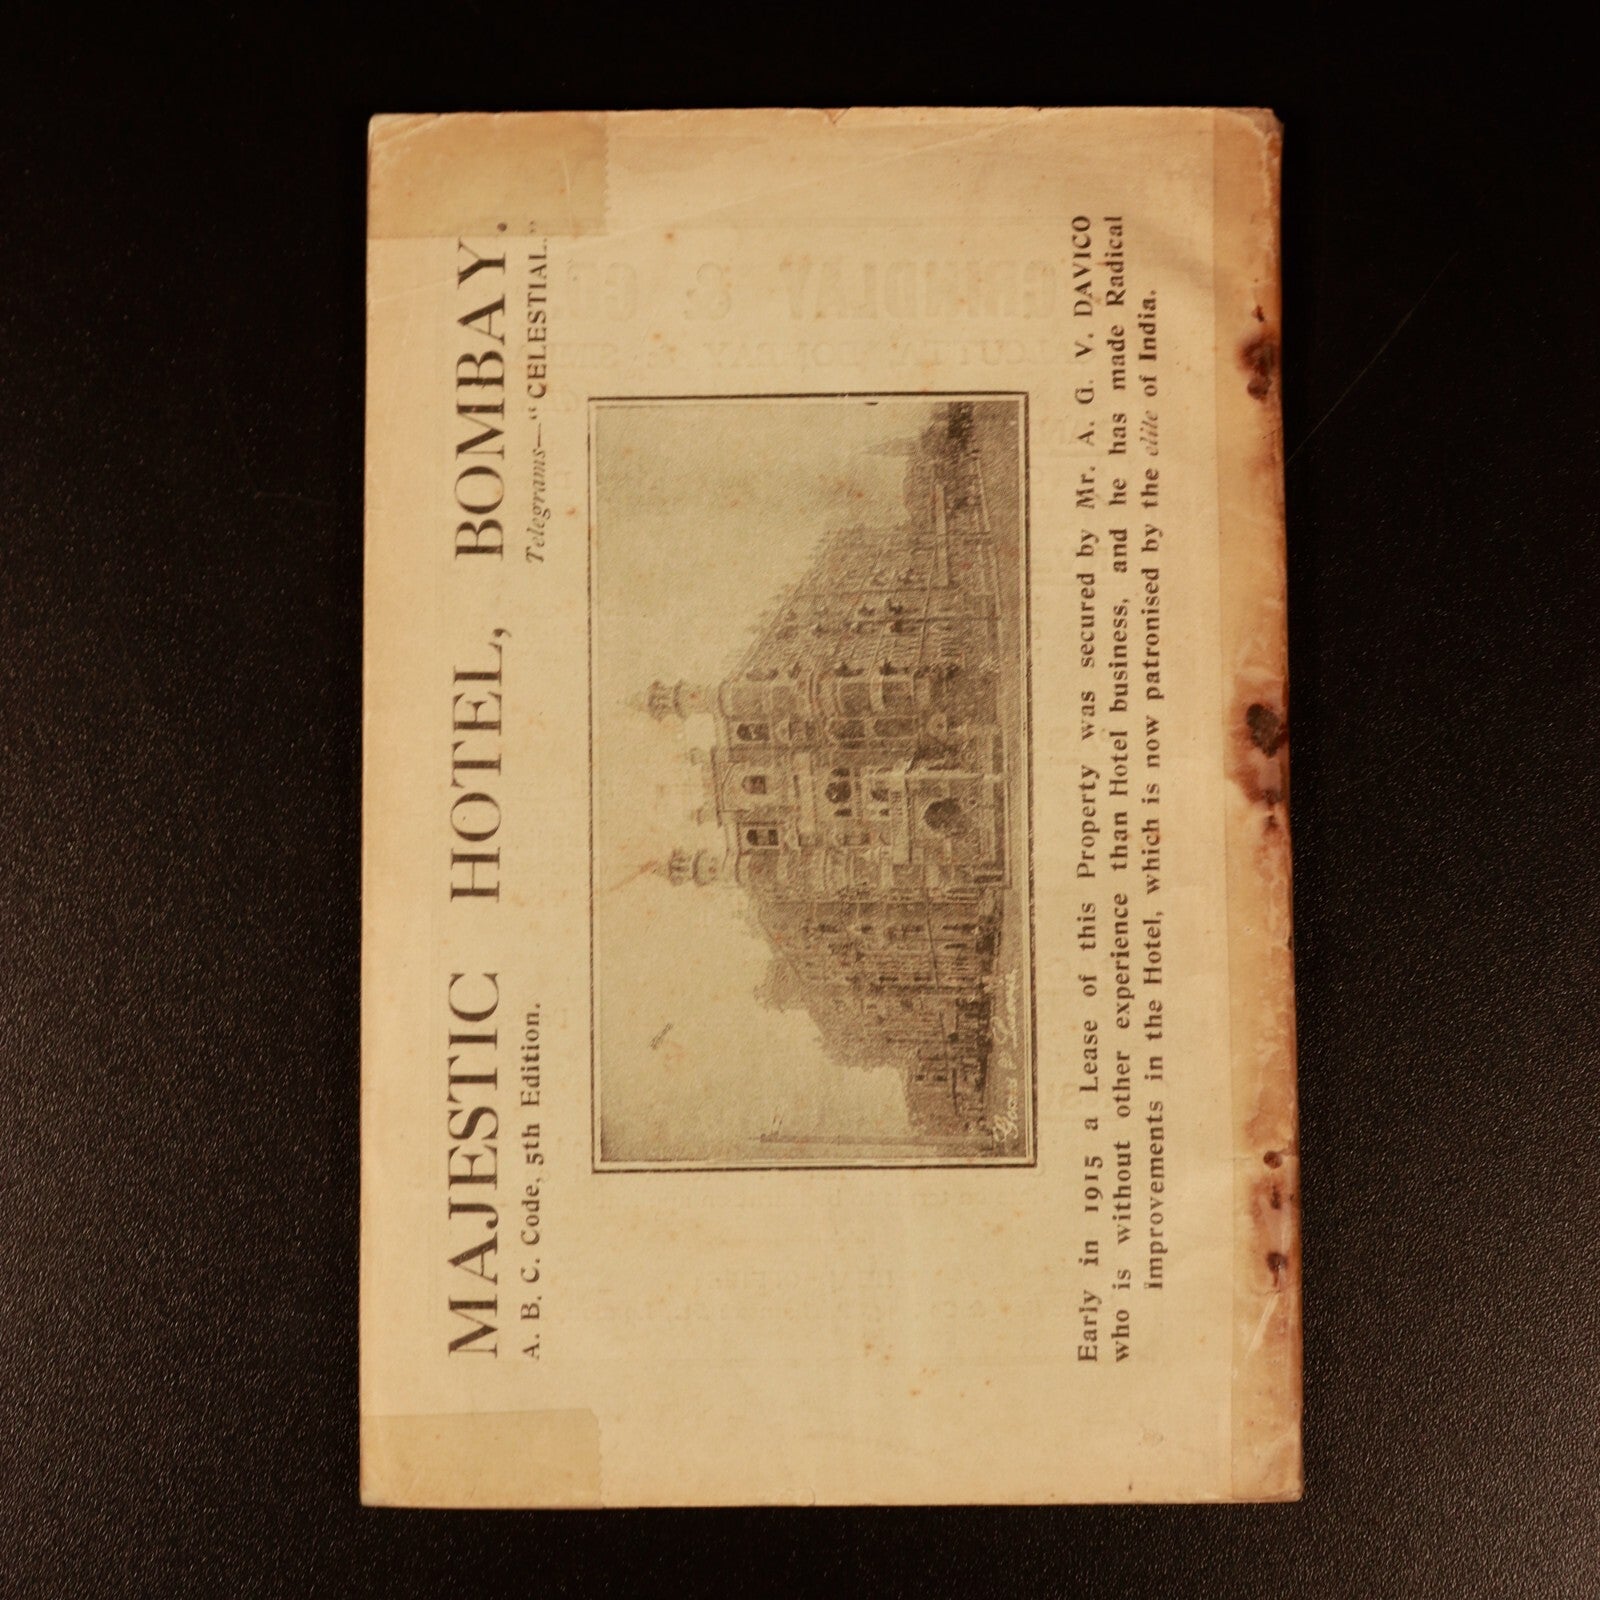 MAJESTIC HOTEL, BOMBAY.
A. B. C. Code, 5th Edition.
Telegrams—"CELESTIAL."
Early in 1915 a Lease of this Property was secured by Mr. A. G. V. DAVICO
who is without other experience than Hotel business, and he has made Radical
Improvements in the Hotel, which is now patronised by the élite of India.